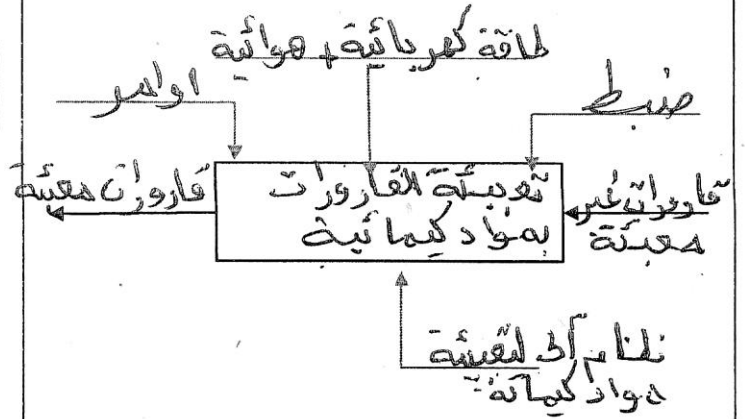 طاقة كهربائية + هوائية
اوامر
ضبط
قارورات غير
معبئة
تعبئة القارورات
بمواد كيمائية
قارورات معبئة
نظام آلي لتعبئة
مواد كيمائية